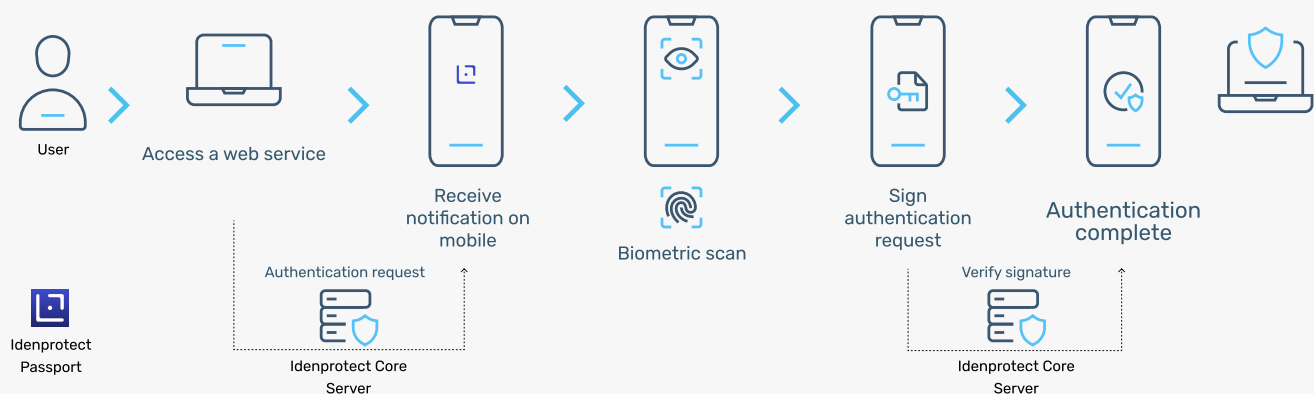 User
Access a web service
Receive
notification on
mobile
Biometric scan
Sign
authentication
request
Authentication
complete
Authentication request
Idenprotect Core
Server
Verify signature
Idenprotect Core
Server
Idenprotect
Passport